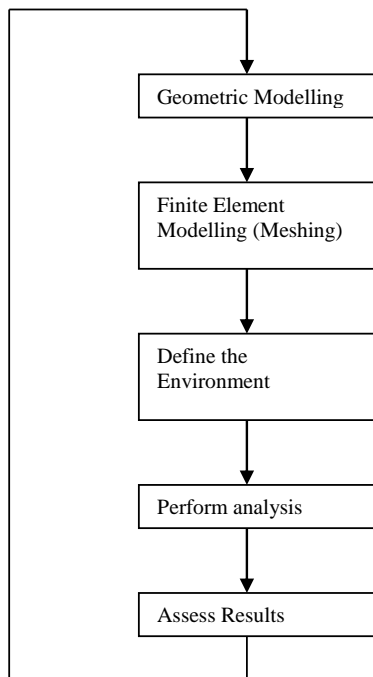 Geometric Modelling
Finite Element
Modelling (Meshing)
Define the
Environment
Perform analysis
Assess Results